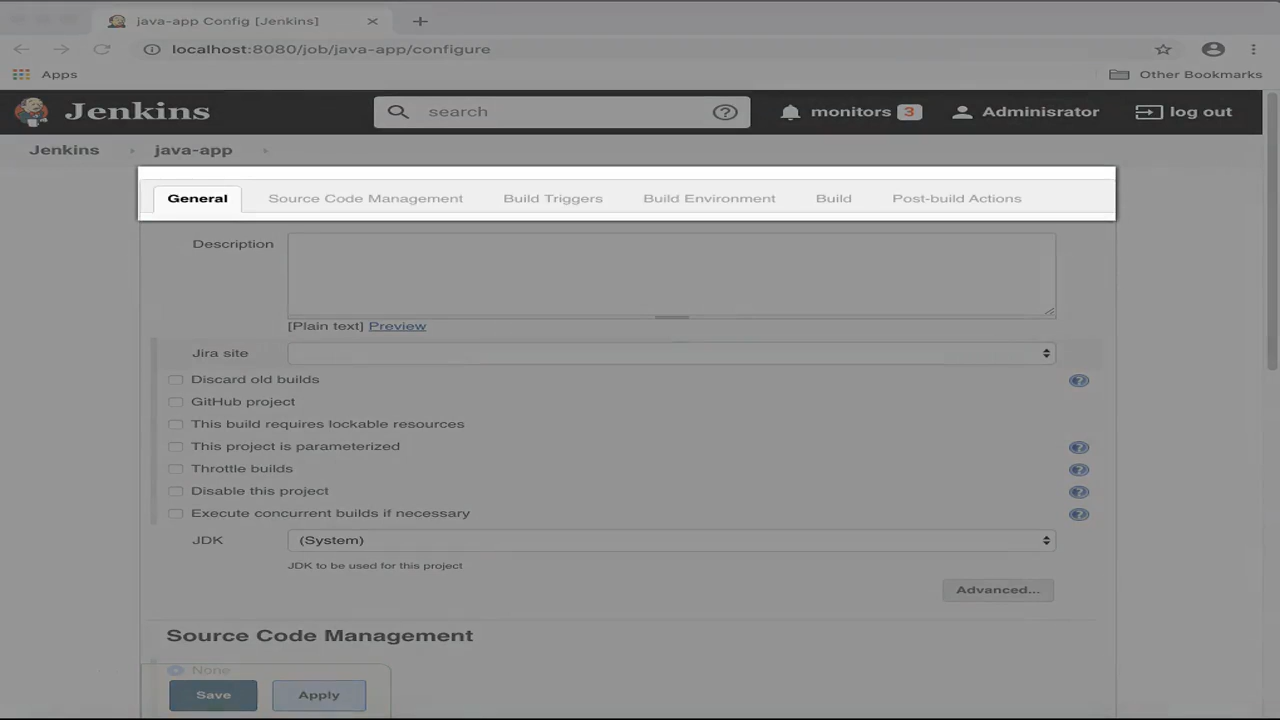 java-app Config [Jenkins]
localhost:8080/job/java-app/configure
Apps
Other Bookmarks
Jenkins
search
monitors 3
Adminisrator
log out
Jenkins
java-app
General
Source Code Management
Build Triggers
Build Environment
Build
Post-build Actions
Description
[Plain text] Preview
Jira site
Discard old builds
GitHub project
This build requires lockable resources
This project is parameterized
Throttle builds
Disable this project
Execute concurrent builds if necessary
JDK
(System)
JDK to be used for this project
Advanced...
Source Code Management
None
Save
Apply